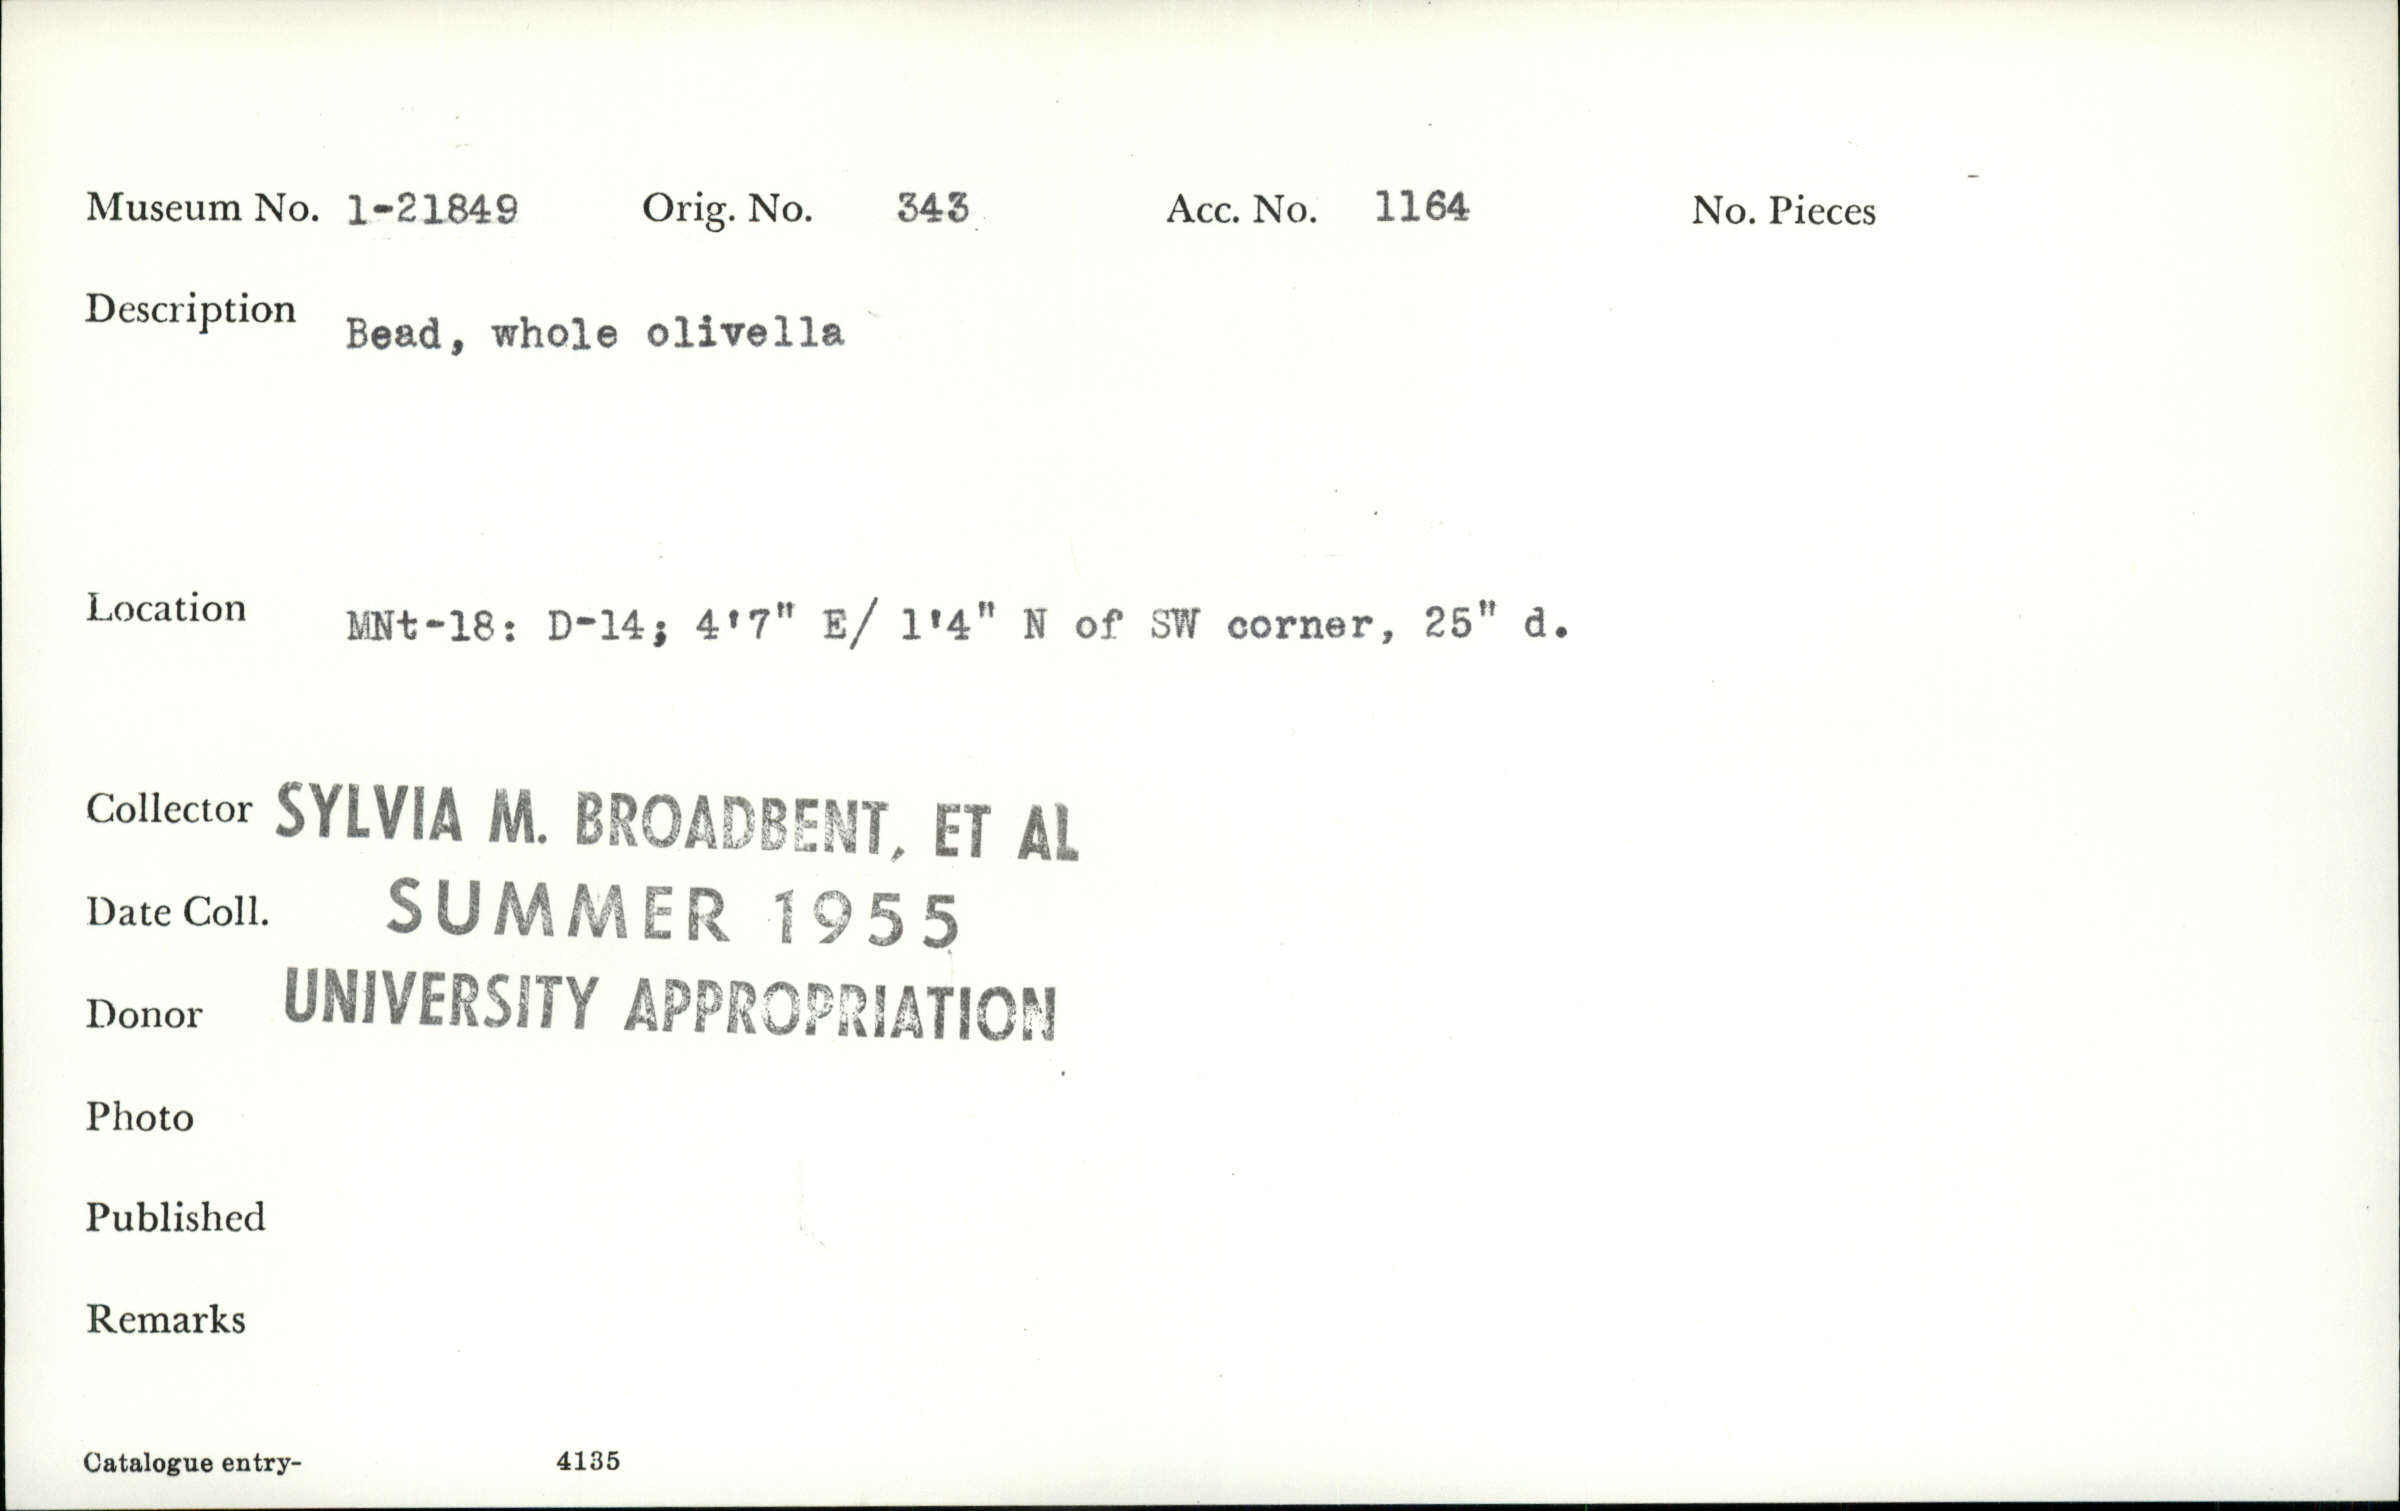 Museum No. 1-21849 Orig. No. 343 Acc. No. 1164 No. Pieces
Description Bead, whole olivella
Location MNt-18: D-14; 4'7" E/ 1'4" N of SW corner, 25" d.
Collector SYLVIA M. BROADBENT, ET AL
Date Coll. SUMMER 1955
Donor UNIVERSITY APPROPRIATION
Photo
Published
Remarks
Catalogue entry- 4135